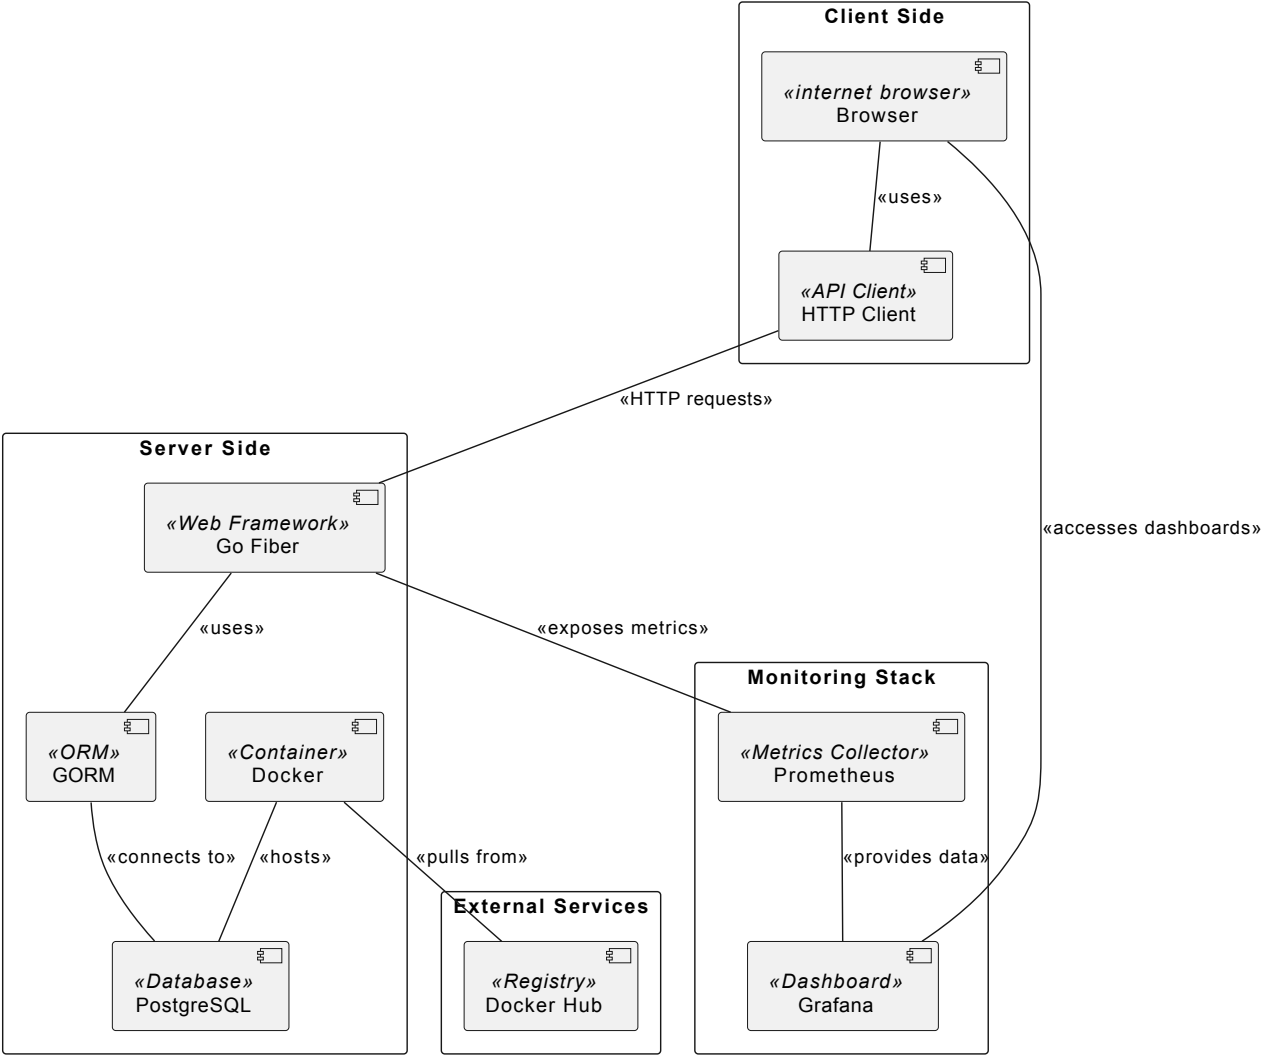 Client Side
«internet browser»
Browser
«uses»
«API Client»
HTTP Client
«HTTP requests»
Server Side
«Web Framework»
Go Fiber
«accesses dashboards»
«uses»
«exposes metrics»
Monitoring Stack
«ORM»
GORM
«Container»
Docker
«Metrics Collector»
Prometheus
«connects to»
«hosts»
«pulls from»
«provides data»
External Services
«Database»
PostgreSQL
«Registry»
Docker Hub
«Dashboard»
Grafana